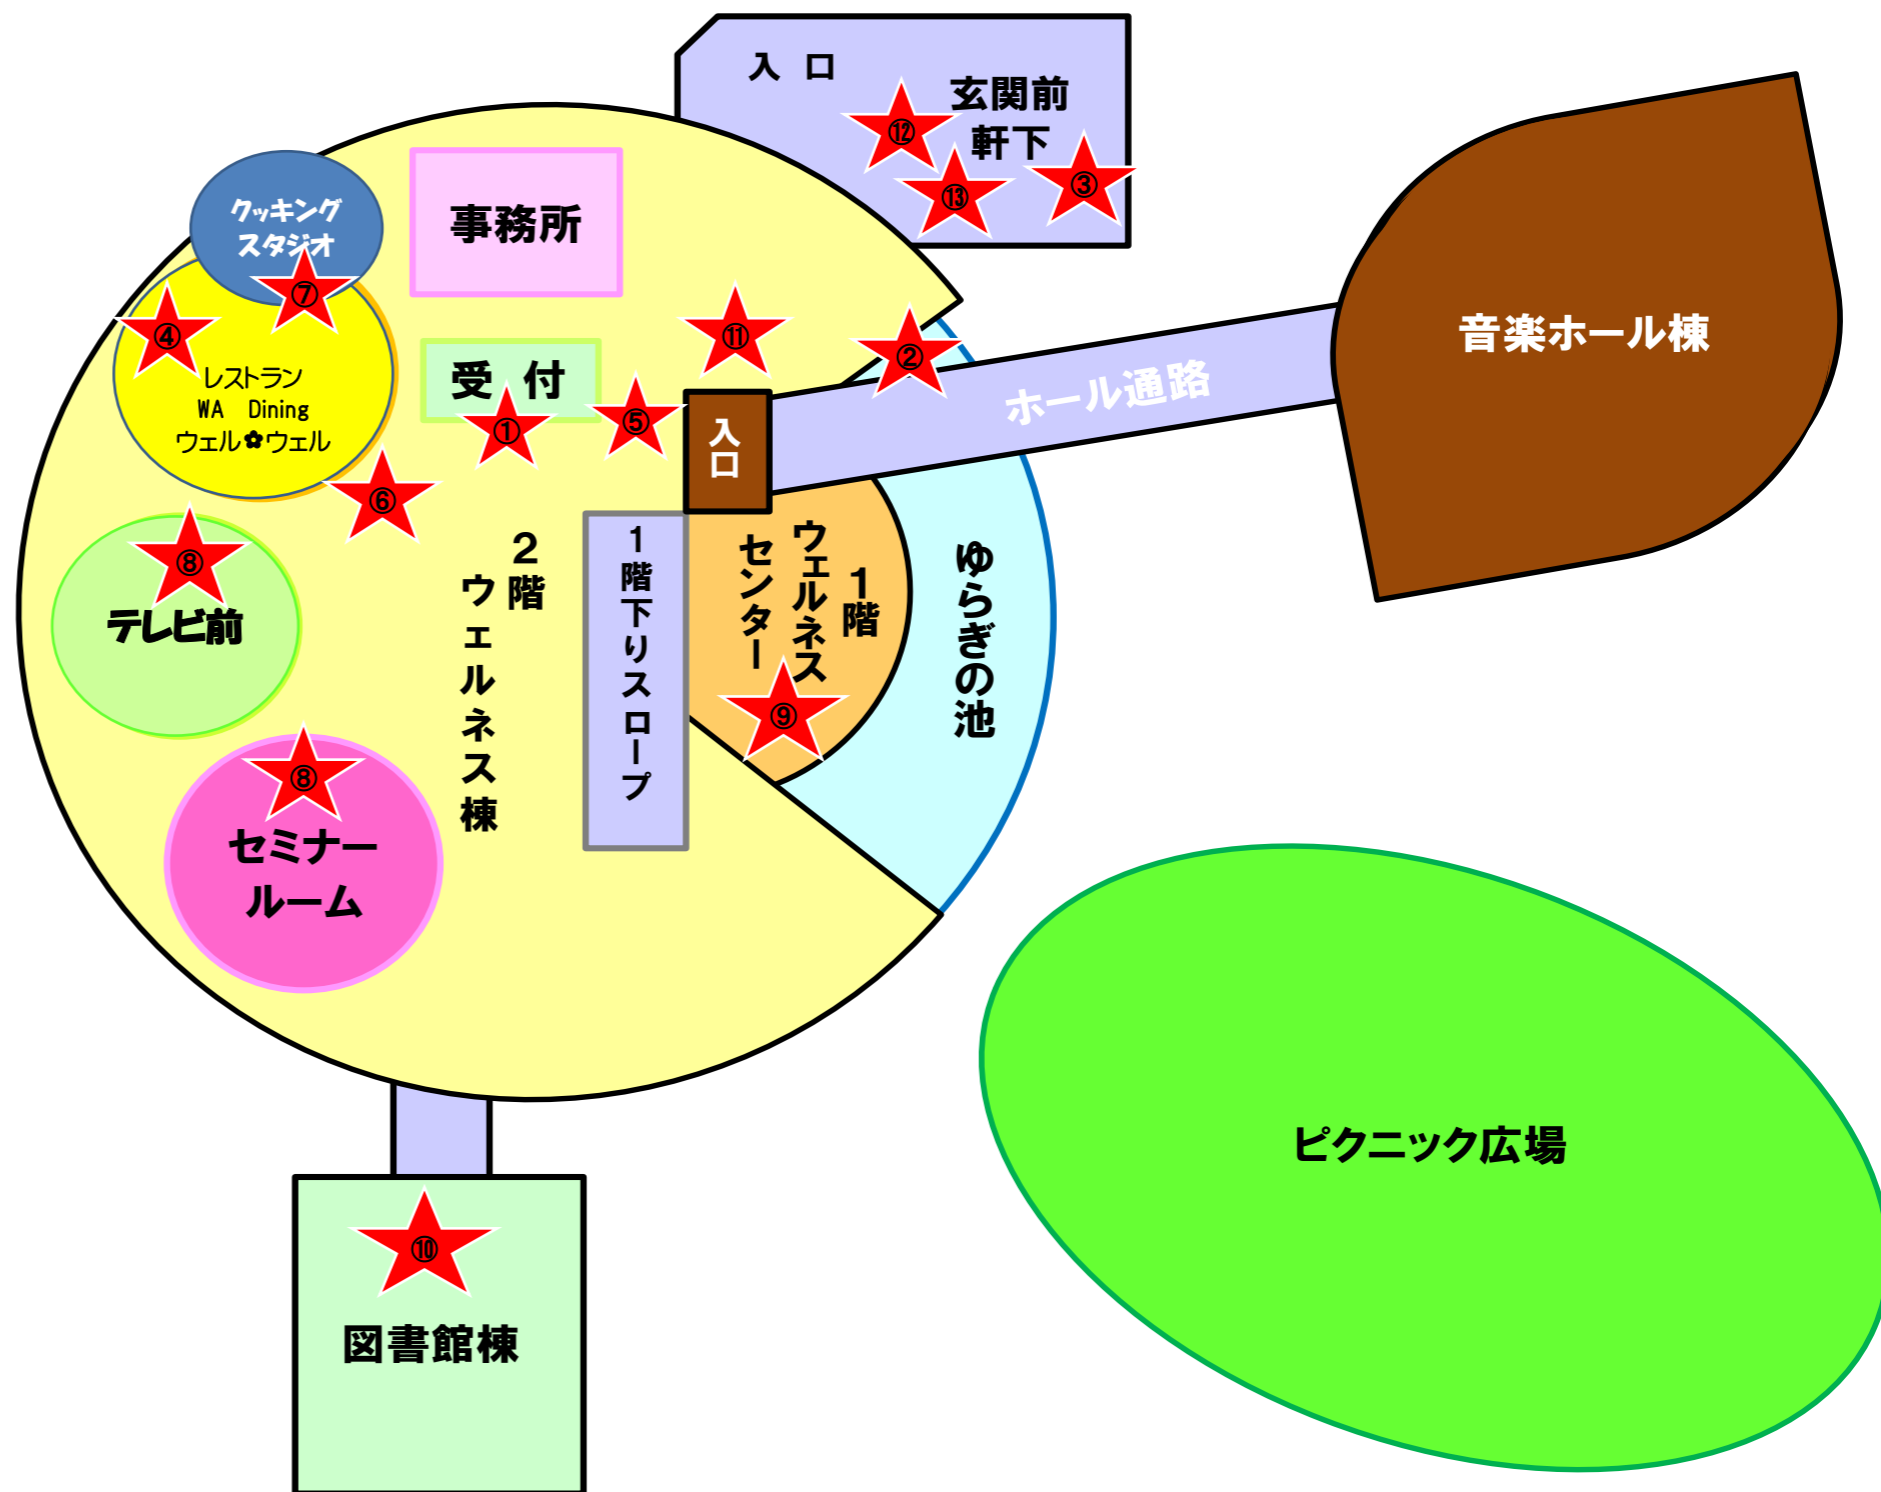 入 口
玄関前
軒下
⑫
⑬
③
クッキング
スタジオ
⑦
事務所
④
レストラン
WA Dining
ウェル✿ウェル
受 付
①
⑤
⑪
②
入口
ホール通路
音楽ホール棟
⑥
⑧
テレビ前
2階
ウェルネス棟
1階下りスロープ
1階
ウェルネス
センター
⑨
ゆらぎの池
⑧
セミナー
ルーム
⑩
図書館棟
ピクニック広場